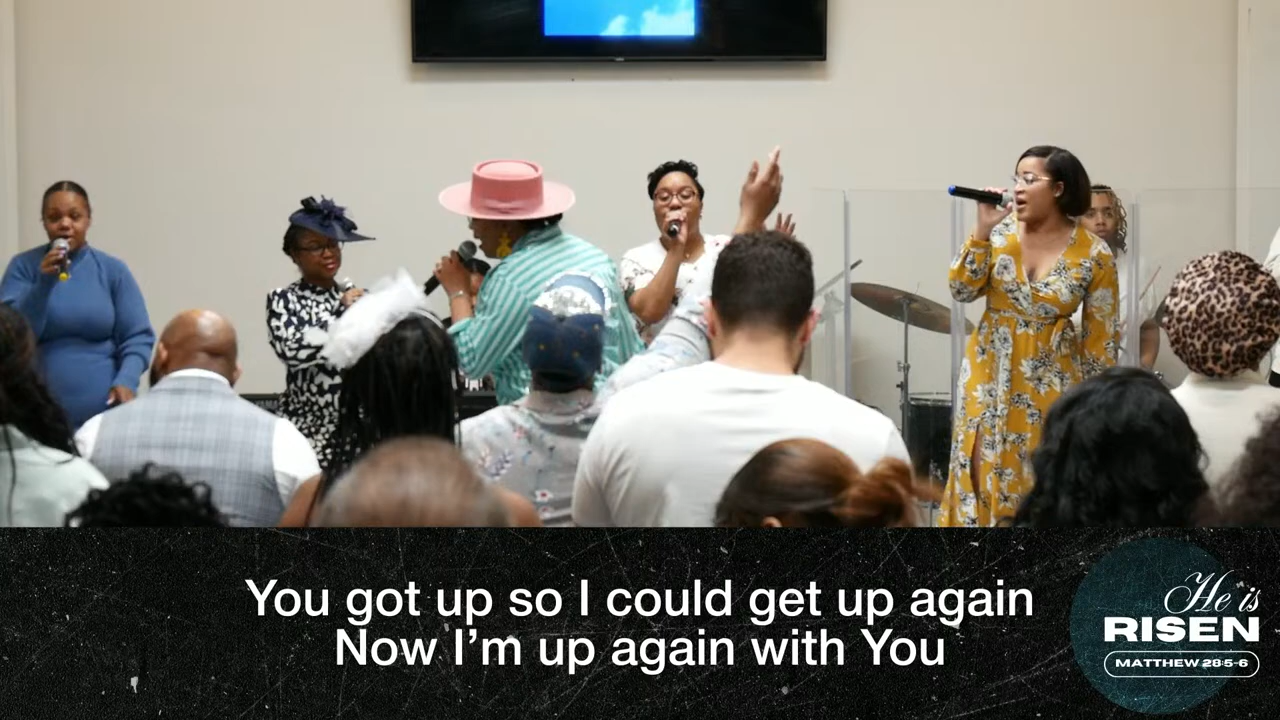 You got up so I could get up again
Now I'm up again with You
He is
RISEN
MATTHEW 28:5-6